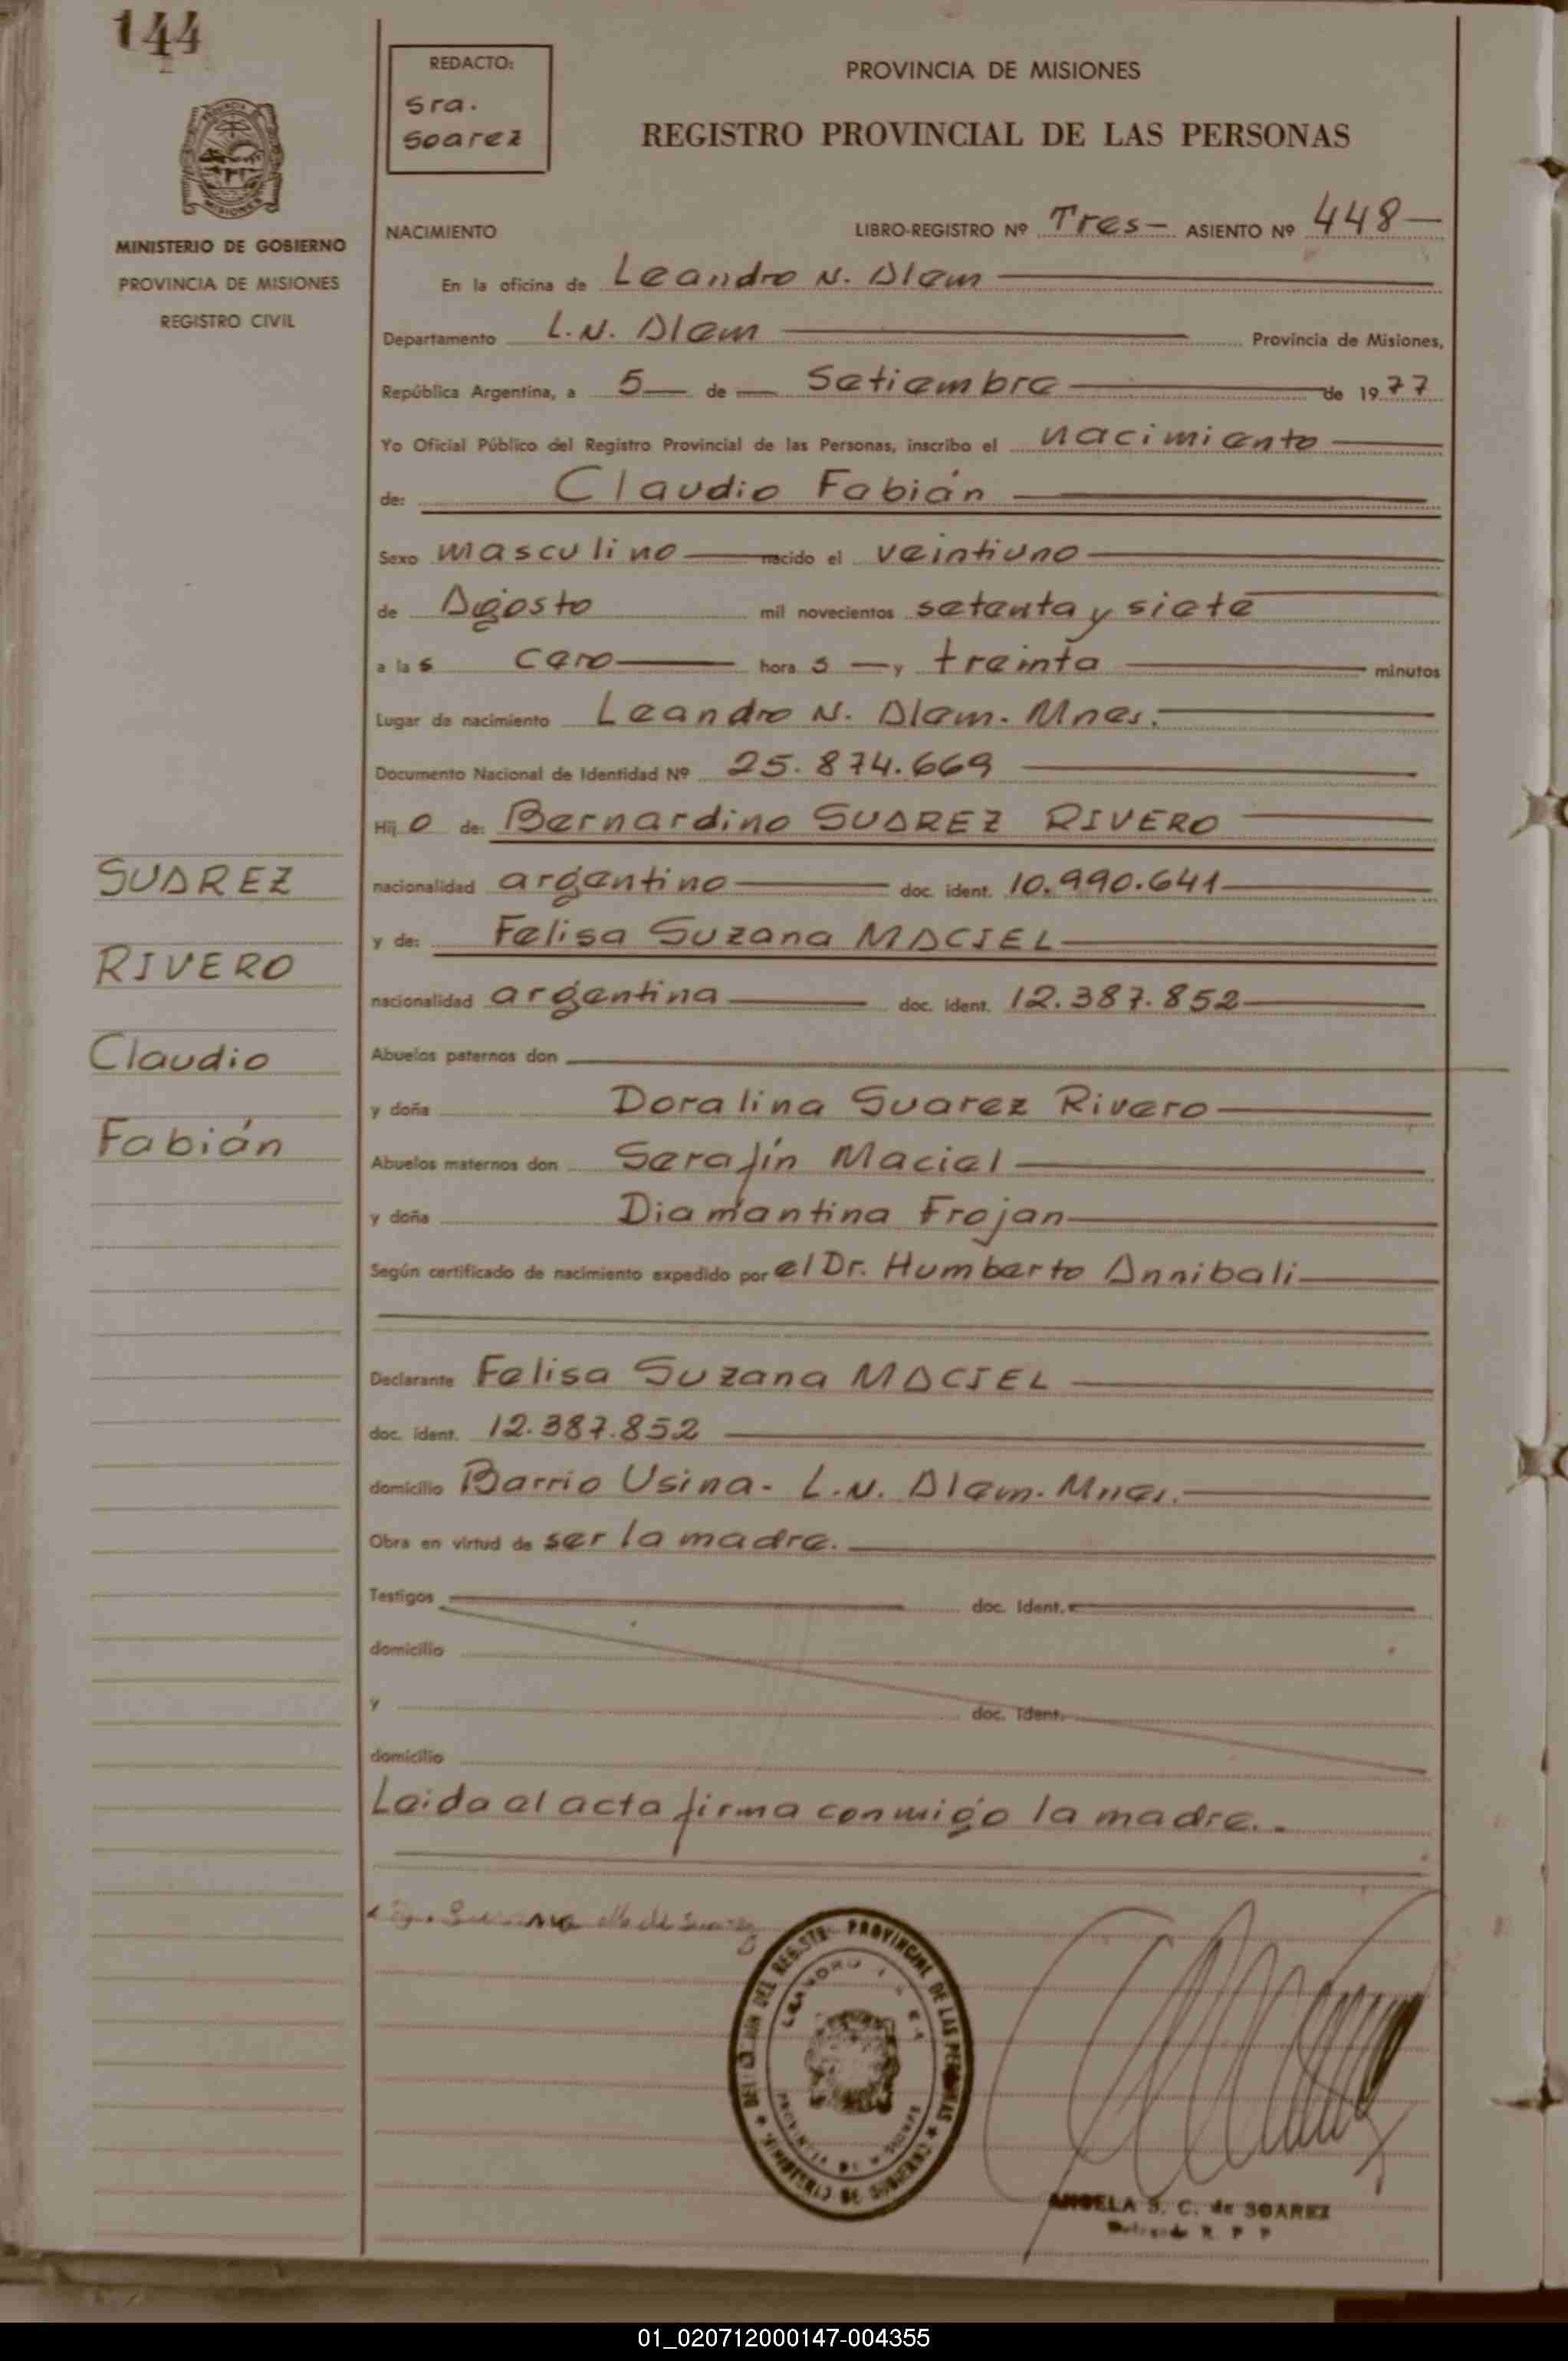 144
REDACTO:
Sra.
Soarez
PROVINCIA DE MISIONES
REGISTRO PROVINCIAL DE LAS PERSONAS
MISIONES
MINISTERIO DE GOBIERNO
PROVINCIA DE MISIONES
REGISTRO CIVIL
NACIMIENTO LIBRO-REGISTRO Nº Tres- ASIENTO Nº 448-
En la oficina de Leandro N. Alem
Departamento L.N. Alem Provincia de Misiones,
República Argentina, a 5 de Setiembre de 1977
Yo Oficial Público del Registro Provincial de las Personas, inscribo el nacimiento
de: Claudio Fabián
Sexo masculino nacido el veintiuno
de Agosto mil novecientos setenta y siete
a las cero horas y treinta minutos
Lugar de nacimiento Leandro N. Alem. Mnes.
Documento Nacional de Identidad Nº 25.874.669
Hijo de: Bernardino SUAREZ RIVERO
nacionalidad argentino doc. ident. 10.990.641
y de: Felisa Suzana MACIEL
nacionalidad argentina doc. ident. 12.387.852
Abuelos paternos don
y doña Doralina Suarez Rivero
Abuelos maternos don Serafín Maciel
y doña Diamantina Frojan
Según certificado de nacimiento expedido por el Dr. Humberto Annibali
Declarante Felisa Suzana MACIEL
doc. ident. 12.387.852
domicilio Barrio Usina- L.N. Alem. Mnes.
Obra en virtud de ser la madre.
Testigos doc. ident.
domicilio
y doc. ident.
domicilio
Leida el acta firma conmigo la madre..
SUAREZ
RIVERO
Claudio
Fabián
PROVINCIAL DE LAS PERSONAS
ANGELA S. C. de SOAREZ
R P P
01_020712000147-004355